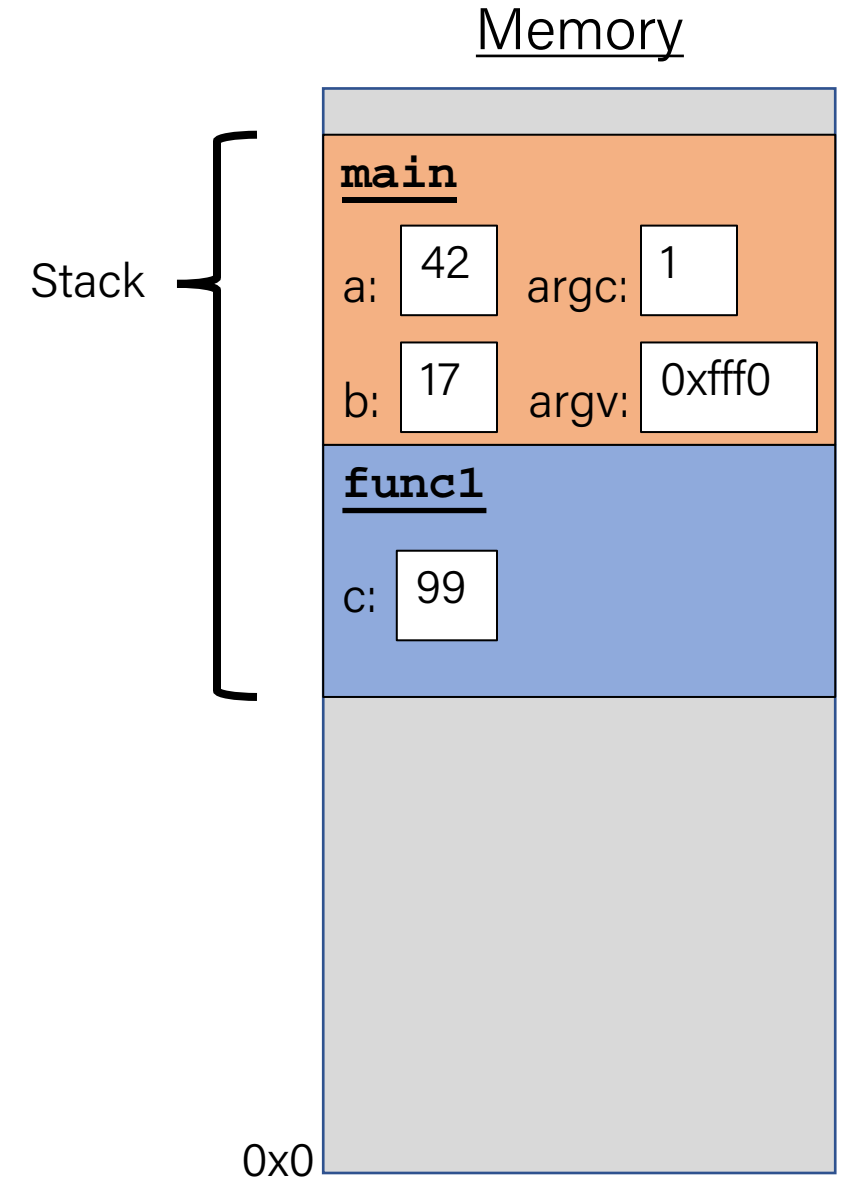 Memory
main
a: 42 argc: 1
Stack
b: 17 argv: 0xfff0
func1
c: 99
0x0